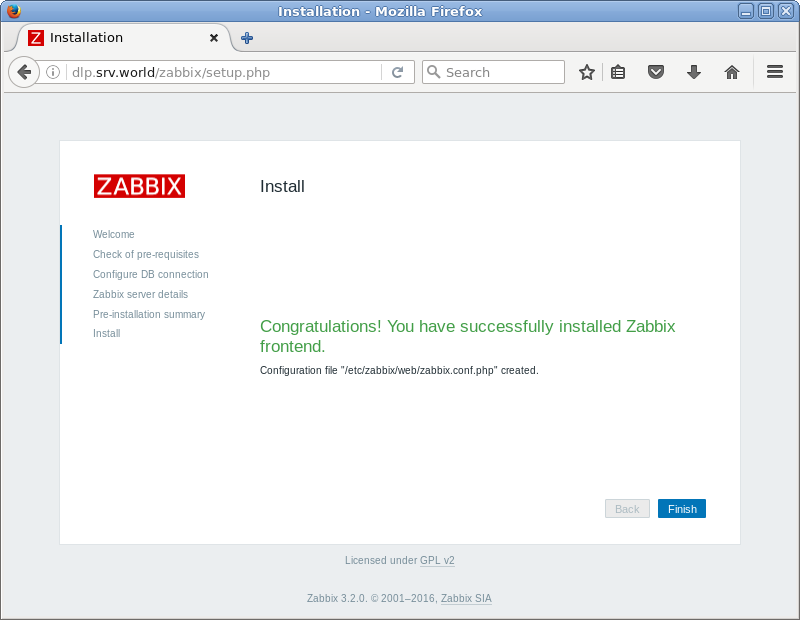 Installation - Mozilla Firefox
Installation
dlp.srv.world/zabbix/setup.php
Search
ZABBIX
Install
Welcome
Check of pre-requisites
Configure DB connection
Zabbix server details
Pre-installation summary
Install
Congratulations! You have successfully installed Zabbix
frontend.
Configuration file "/etc/zabbix/web/zabbix.conf.php" created.
Back
Finish
Licensed under GPL v2
Zabbix 3.2.0. © 2001–2016, Zabbix SIA